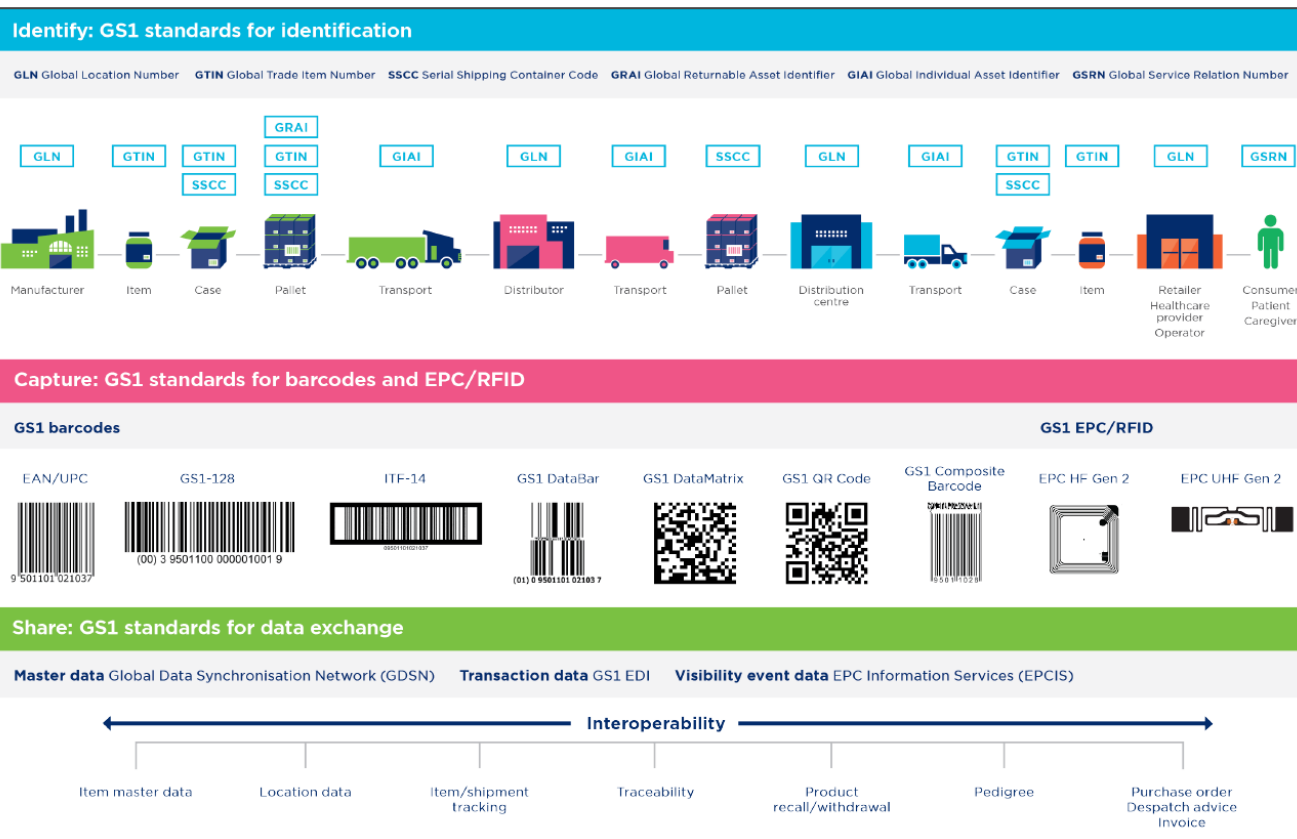 Identify: GS1 standards for identification
GLN Global Location Number GTIN Global Trade Item Number SSCC Serial Shipping Container Code GRAI Global Returnable Asset Identifier GIAI Global Individual Asset Identifier GSRN Global Service Relation Number
GRAI
GLN GTIN GTIN GTIN GIAI GLN GIAI SSCC GLN GIAI GTIN GTIN GLN GSRN
SSCC SSCC SSCC
Manufacturer Item Case Pallet Transport Distributor Transport Pallet Distribution Transport Case Item Retailer Consumer
centre Healthcare Patient
provider Caregiver
Operator
Capture: GS1 standards for barcodes and EPC/RFID
GS1 barcodes GS1 EPC/RFID
EAN/UPC GS1-128 ITF-14 GS1 DataBar GS1 DataMatrix GS1 QR Code GS1 Composite EPC HF Gen 2 EPC UHF Gen 2
Barcode
09501101021037
(00) 3 9501100 000001001 9
9 501101 021037 (01) 0 9501101 02103 7
Share: GS1 standards for data exchange
Master data Global Data Synchronisation Network (GDSN) Transaction data GS1 EDI Visibility event data EPC Information Services (EPCIS)
Interoperability
Item master data Location data Item/shipment Traceability Product Pedigree Purchase order
tracking recall/withdrawal Despatch advice
Invoice